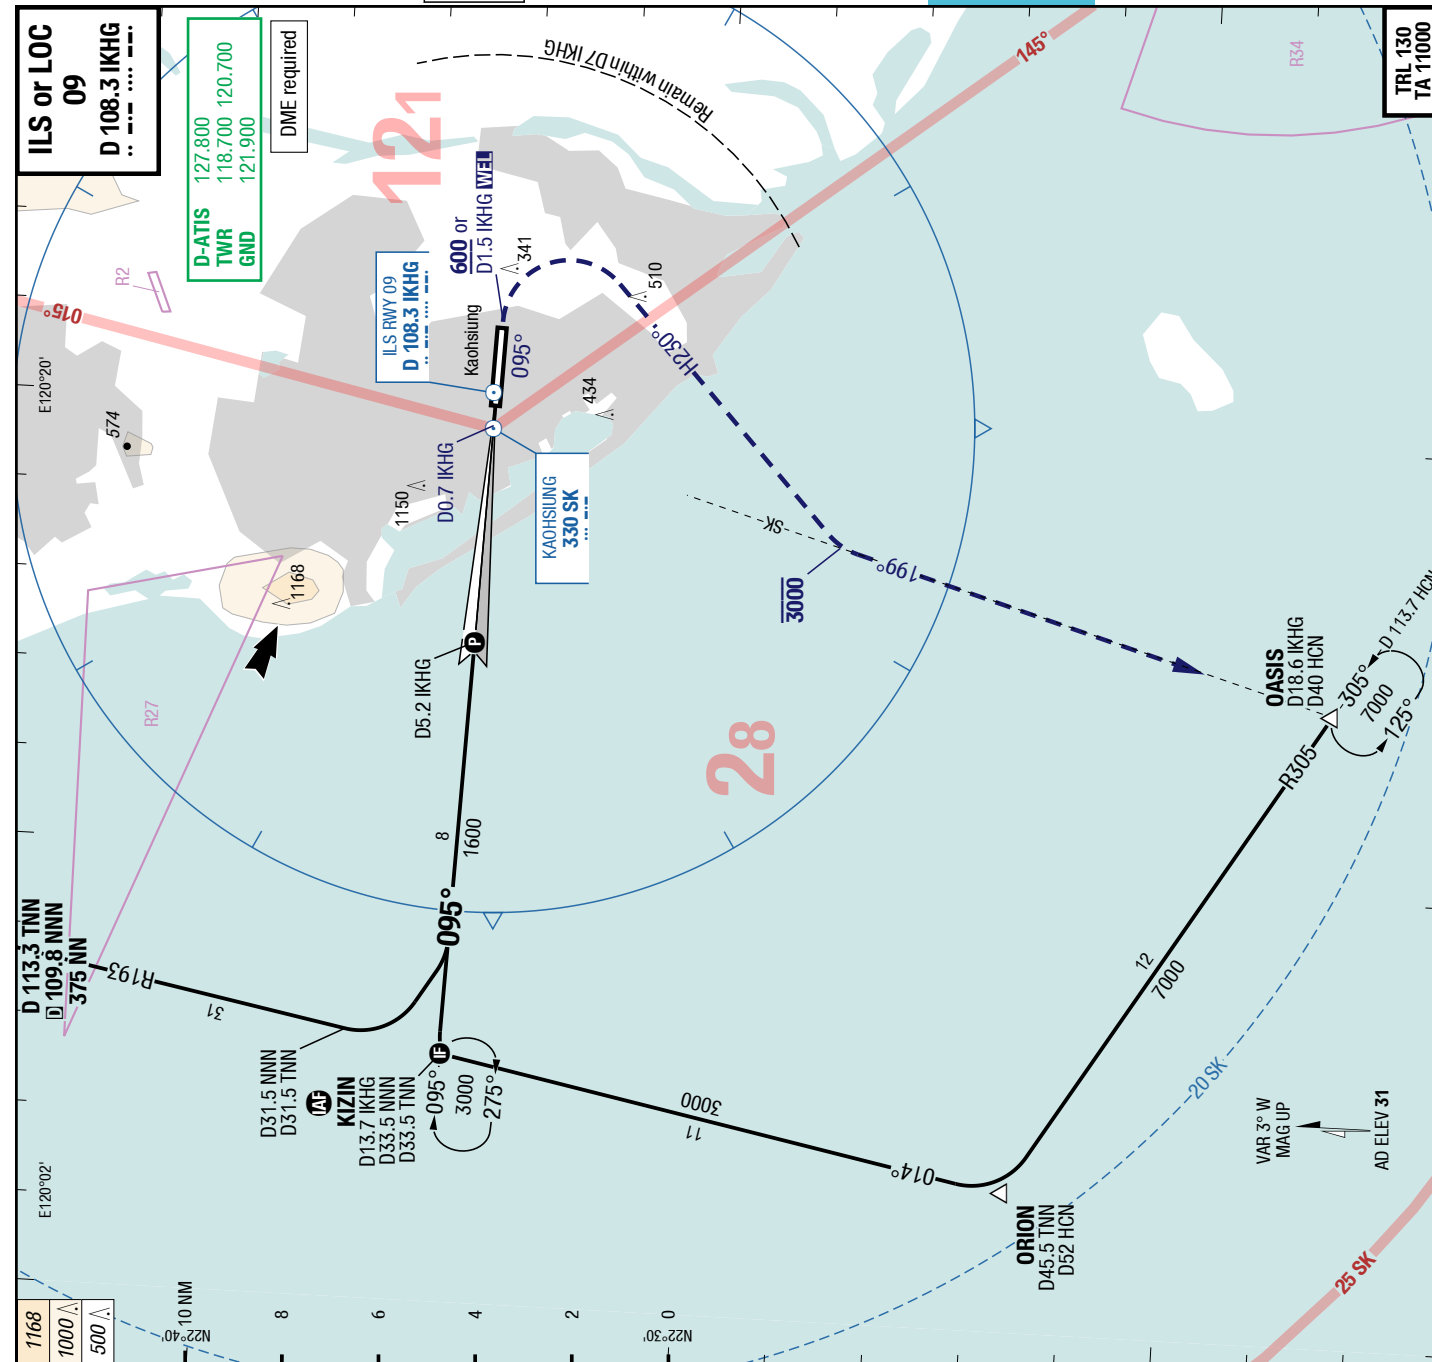 ILS or LOC
09
D 108.3 IKHG
D-ATIS 127.800
TWR 118.700 120.700
GND 121.900
DME required
TRL 130
TA 11000
R34
145°
Remain within D7 IKHG
121
R2
015°
E120°20'
574
ILS RWY 09
D 108.3 IKHG
Kaohsiung
600 or
D1.5 IKHG WEL
341
510
095°
H230°
434
1150
D0.7 IKHG
KAOHSIUNG
330 SK
SK
1168
R27
D5.2 IKHG
P
3000
199°
28
OASIS
D18.6 IKHG
D40 HCN
D 113.7 HCN
305°
7000
125°
R305
8
1600
095°
D 113.3 TNN
D 109.8 NNN
375 NN
R193
31
D31.5 NNN
D31.5 TNN
IAF
KIZIN
D13.7 IKHG
D33.5 NNN
D33.5 TNN
IF
095°
3000
275°
3000
11
014°
12
7000
20 SK
ORION
D45.5 TNN
D52 HCN
VAR 3° W
MAG UP
AD ELEV 31
25 SK
E120°02'
1168
1000
500
10 NM
8
6
4
2
0
N22°40'
N22°30'